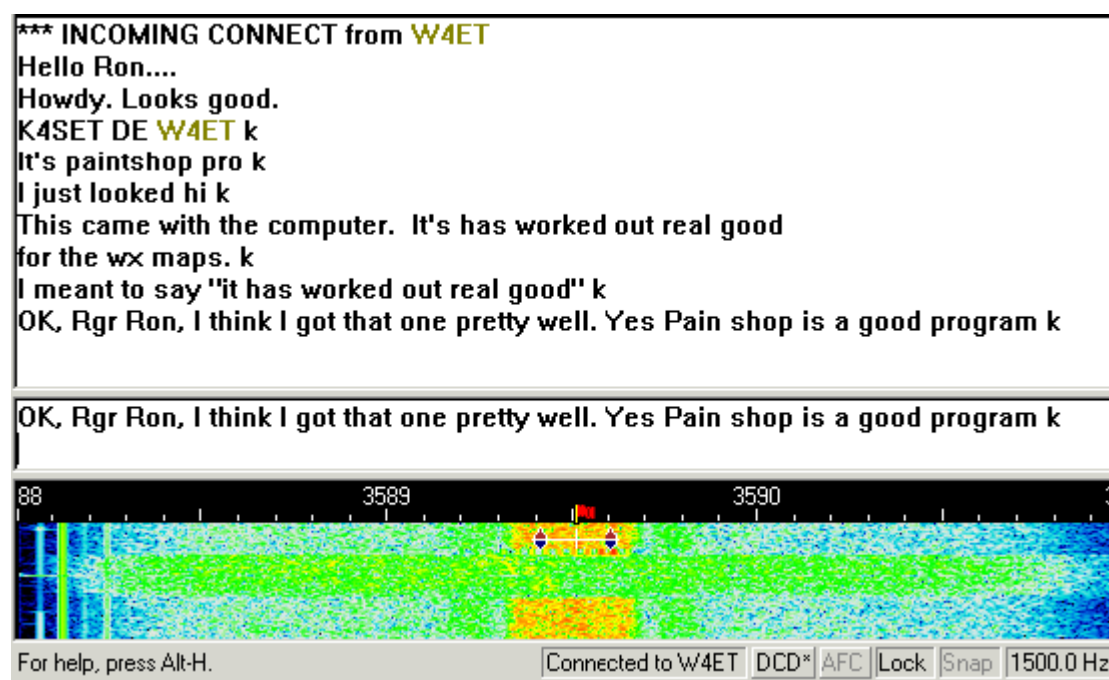 *** INCOMING CONNECT from W4ET
Hello Ron....
Howdy. Looks good.
K4SET DE W4ET k
It's paintshop pro k
I just looked hi k
This came with the computer.  It's has worked out real good
for the wx maps. k
I meant to say "it has worked out real good" k
OK, Rgr Ron, I think I got that one pretty well. Yes Pain shop is a good program k
OK, Rgr Ron, I think I got that one pretty well. Yes Pain shop is a good program k
88 3589 3590
For help, press Alt-H. Connected to W4ET DCD* AFC Lock Snap 1500.0 Hz